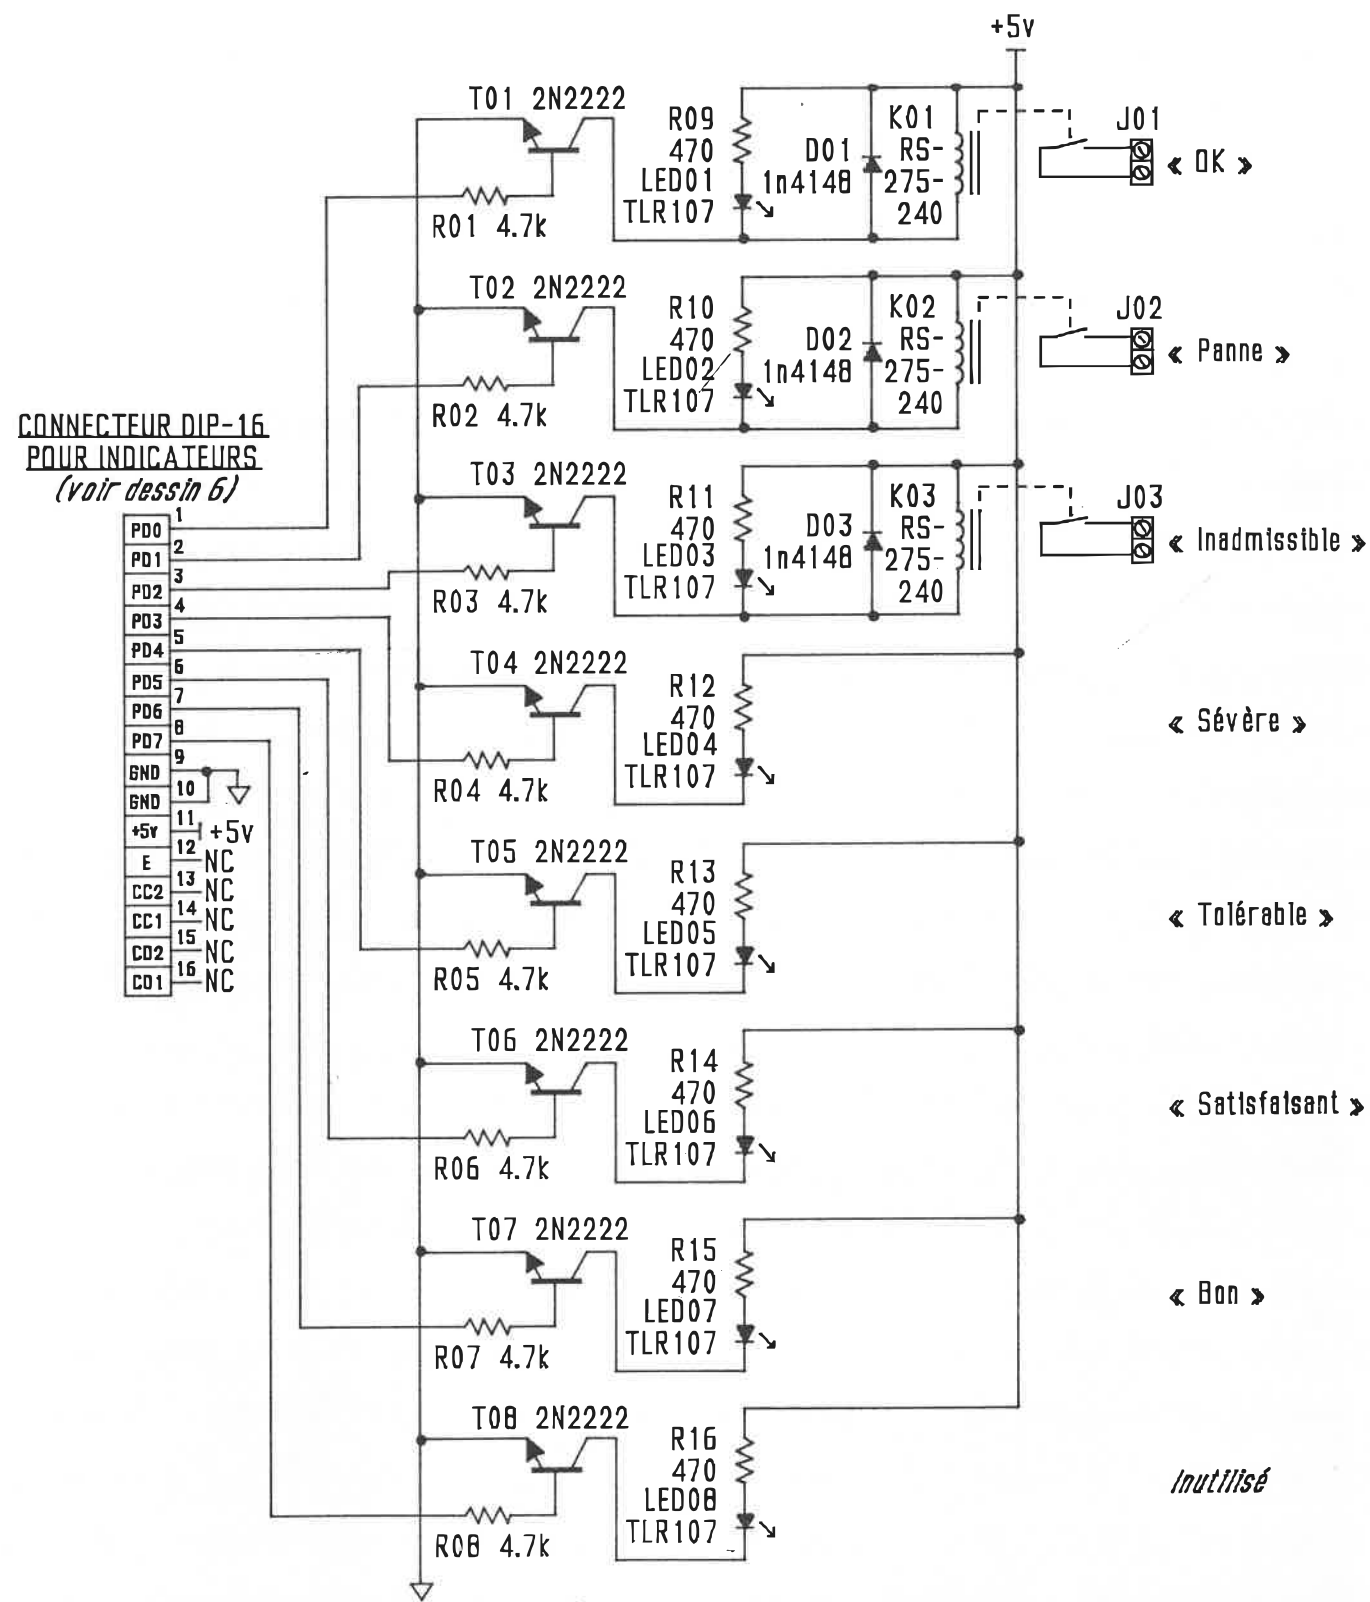 +5v
T01 2N2222
R01 4.7k
R09
470
LED01
TLR107
D01
1n4148
K01
RS-
275-
240
J01
« OK »
T02 2N2222
R02 4.7k
R10
470
LED02
TLR107
D02
1n4148
K02
RS-
275-
240
J02
« Panne »
T03 2N2222
R03 4.7k
R11
470
LED03
TLR107
D03
1n4148
K03
RS-
275-
240
J03
« Inadmissible »
CONNECTEUR DIP-16
POUR INDICATEURS
(voir dessin 6)
PD0 1
PD1 2
PD2 3
PD3 4
PD4 5
PD5 6
PD6 7
PD7 8
GND 9
GND 10
+5v 11 +5v
E 12 NC
CC2 13 NC
CC1 14 NC
CD2 15 NC
CD1 16 NC
T04 2N2222
R04 4.7k
R12
470
LED04
TLR107
« Sévère »
T05 2N2222
R05 4.7k
R13
470
LED05
TLR107
« Tolérable »
T06 2N2222
R06 4.7k
R14
470
LED06
TLR107
« Satisfaisant »
T07 2N2222
R07 4.7k
R15
470
LED07
TLR107
« Bon »
T08 2N2222
R08 4.7k
R16
470
LED08
TLR107
Inutilisé